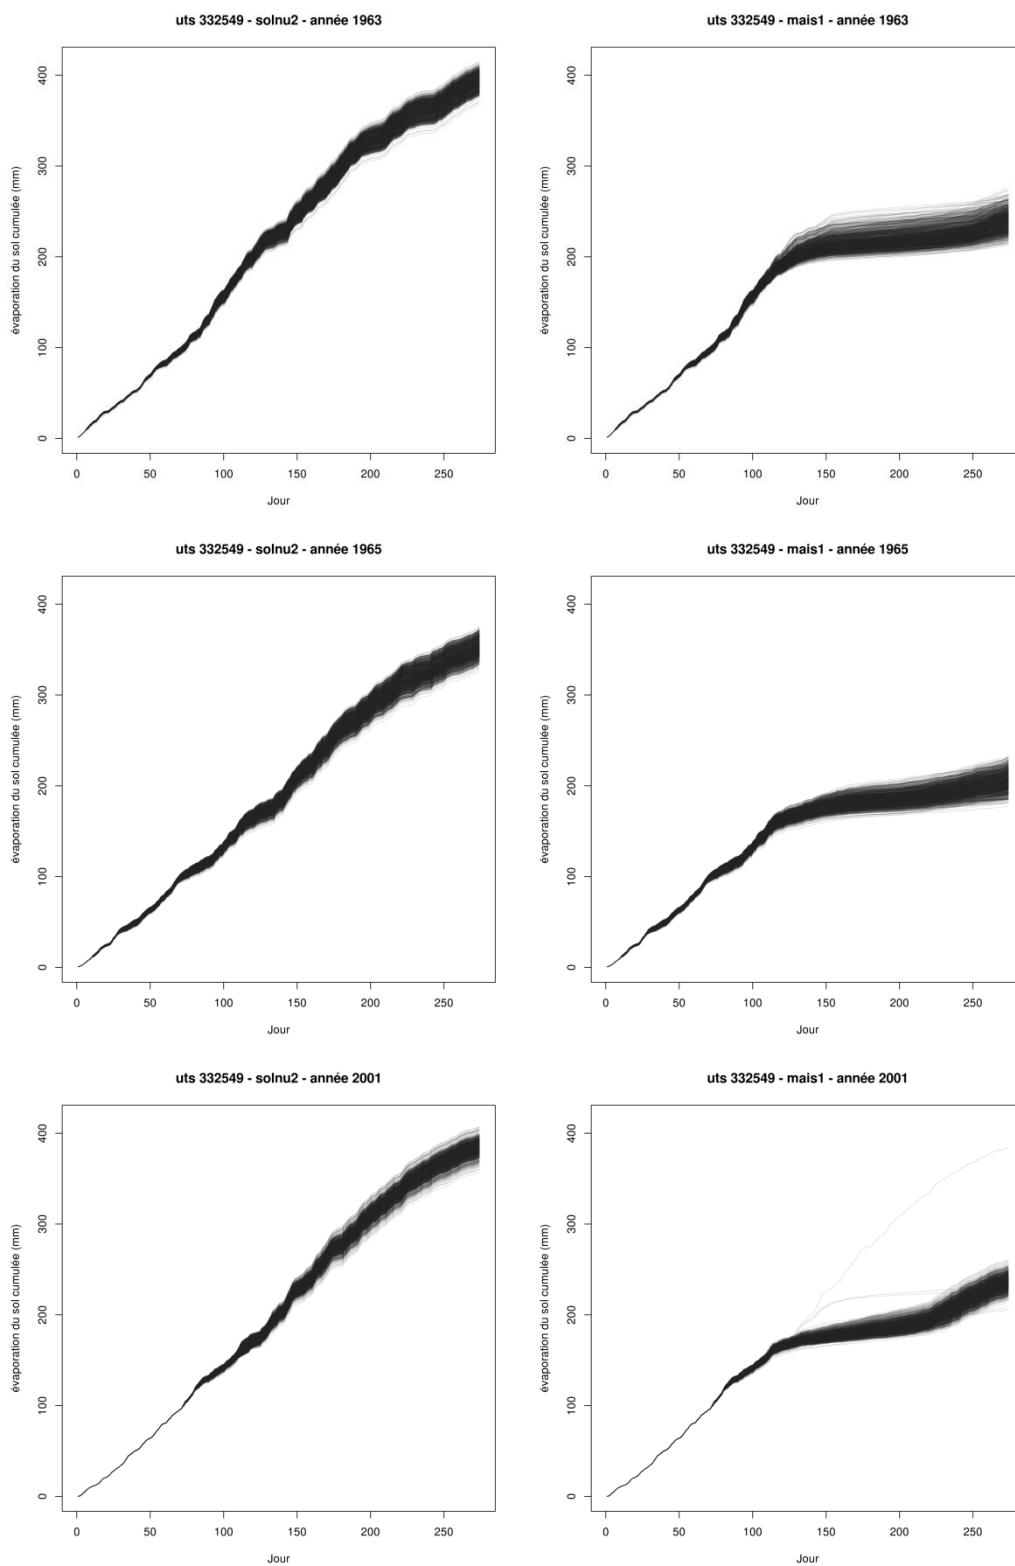 uts 332549 - solnu2 - année 1963
évaporation du sol cumulée (mm)
400
300
200
100
0
0 50 100 150 200 250
Jour
uts 332549 - mais1 - année 1963
évaporation du sol cumulée (mm)
400
300
200
100
0
0 50 100 150 200 250
Jour
uts 332549 - solnu2 - année 1965
évaporation du sol cumulée (mm)
400
300
200
100
0
0 50 100 150 200 250
Jour
uts 332549 - mais1 - année 1965
évaporation du sol cumulée (mm)
400
300
200
100
0
0 50 100 150 200 250
Jour
uts 332549 - solnu2 - année 2001
évaporation du sol cumulée (mm)
400
300
200
100
0
0 50 100 150 200 250
Jour
uts 332549 - mais1 - année 2001
évaporation du sol cumulée (mm)
400
300
200
100
0
0 50 100 150 200 250
Jour